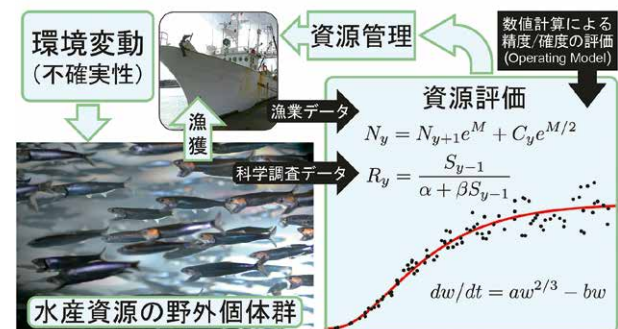 環境変動
(不確実性)
資源管理
数値計算による
精度/確度の評価
(Operating Model)
漁獲
漁業データ
科学調査データ
資源評価
N_y = N_{y+1}e^M + C_y e^{M/2}
R_y = \frac{S_{y-1}}{α + βS_{y-1}}
dw/dt = aw^{2/3} − bw
水産資源の野外個体群